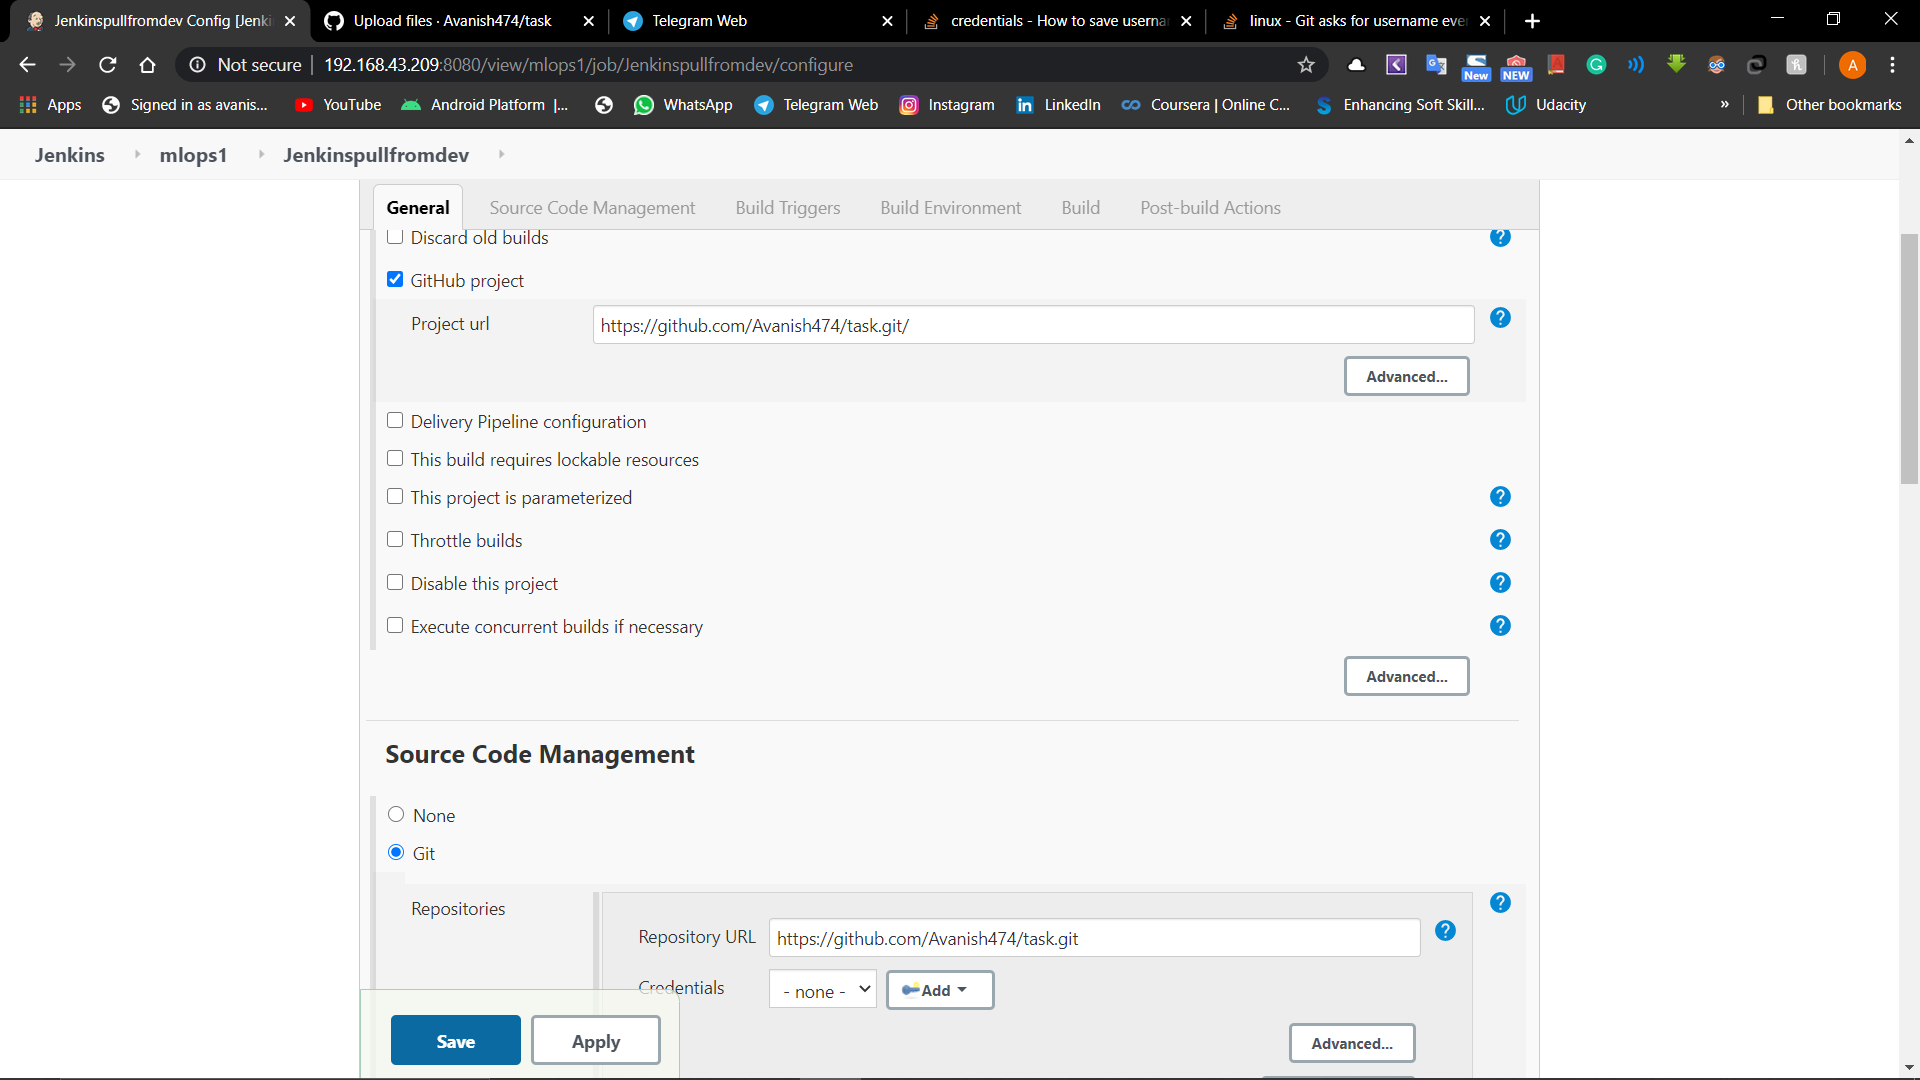 Jenkinspullfromdev Config [Jenki
Upload files · Avanish474/task
Telegram Web
credentials - How to save userna
linux - Git asks for username eve
Not secure
192.168.43.209:8080/view/mlops1/job/Jenkinspullfromdev/configure
New
NEW
A
Apps
Signed in as avanis...
YouTube
Android Platform |...
WhatsApp
Telegram Web
Instagram
LinkedIn
Coursera | Online C...
Enhancing Soft Skill...
Udacity
»
Other bookmarks
Jenkins
mlops1
Jenkinspullfromdev
General
Source Code Management
Build Triggers
Build Environment
Build
Post-build Actions
Discard old builds
GitHub project
Project url
https://github.com/Avanish474/task.git/
Advanced...
Delivery Pipeline configuration
This build requires lockable resources
This project is parameterized
Throttle builds
Disable this project
Execute concurrent builds if necessary
Advanced...
Source Code Management
None
Git
Repositories
Repository URL
https://github.com/Avanish474/task.git
Credentials
- none -
Add
Advanced...
Save
Apply